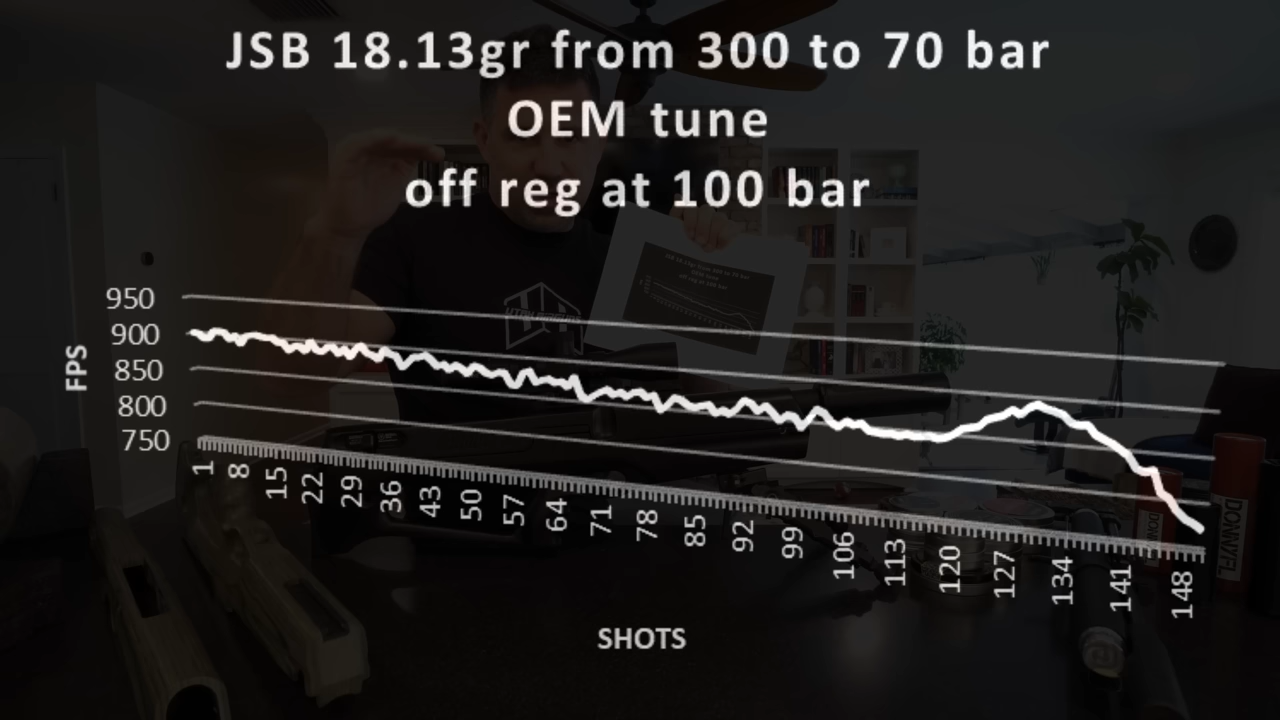 JSB 18.13gr from 300 to 70 bar
OEM tune
off reg at 100 bar
950
900
850
800
750
FPS
1 8 15 22 29 36 43 50 57 64 71 78 85 92 99 106 113 120 127 134 141 148
SHOTS
DONNYFL